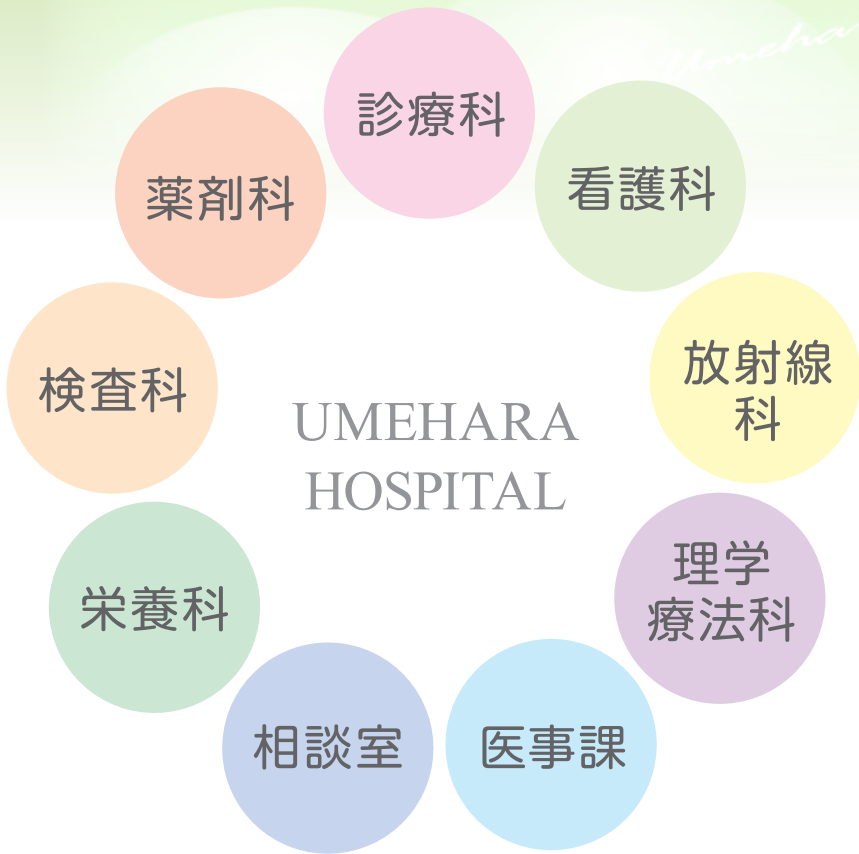 診療科
看護科
放射線
科
理学
療法科
医事課
相談室
栄養科
検査科
薬剤科
UMEHARA
HOSPITAL